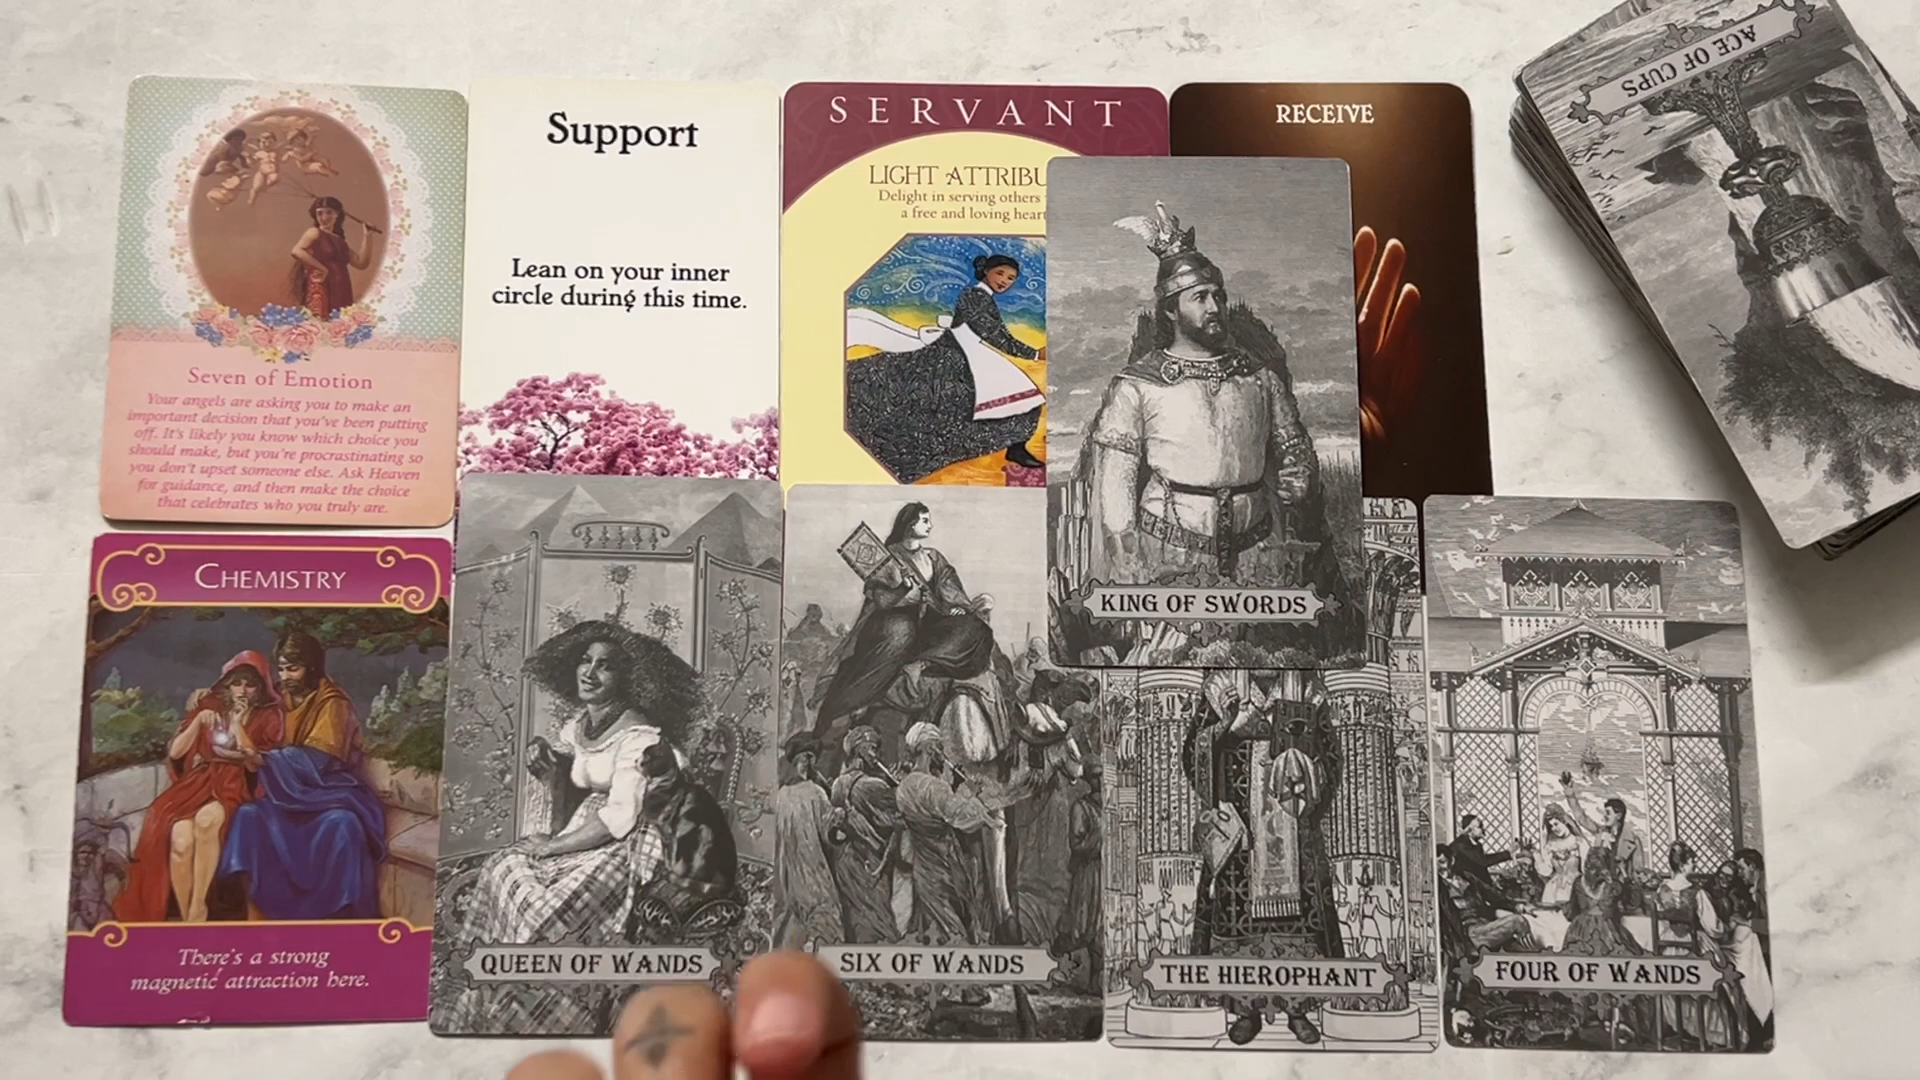 Seven of Emotion
Your angels are asking you to make an
important decision that you've been putting
off. It's likely you know which choice you
should make, but you're procrastinating so
you don't upset someone else. Ask Heaven
for guidance, and then make the choice
that celebrates who you truly are.
Support
Lean on your inner
circle during this time.
SERVANT
LIGHT ATTRIBU
Delight in serving others
a free and loving heart
RECEIVE
ACE OF CUPS
KING OF SWORDS
CHEMISTRY
There's a strong
magnetic attraction here.
QUEEN OF WANDS
SIX OF WANDS
THE HIEROPHANT
FOUR OF WANDS